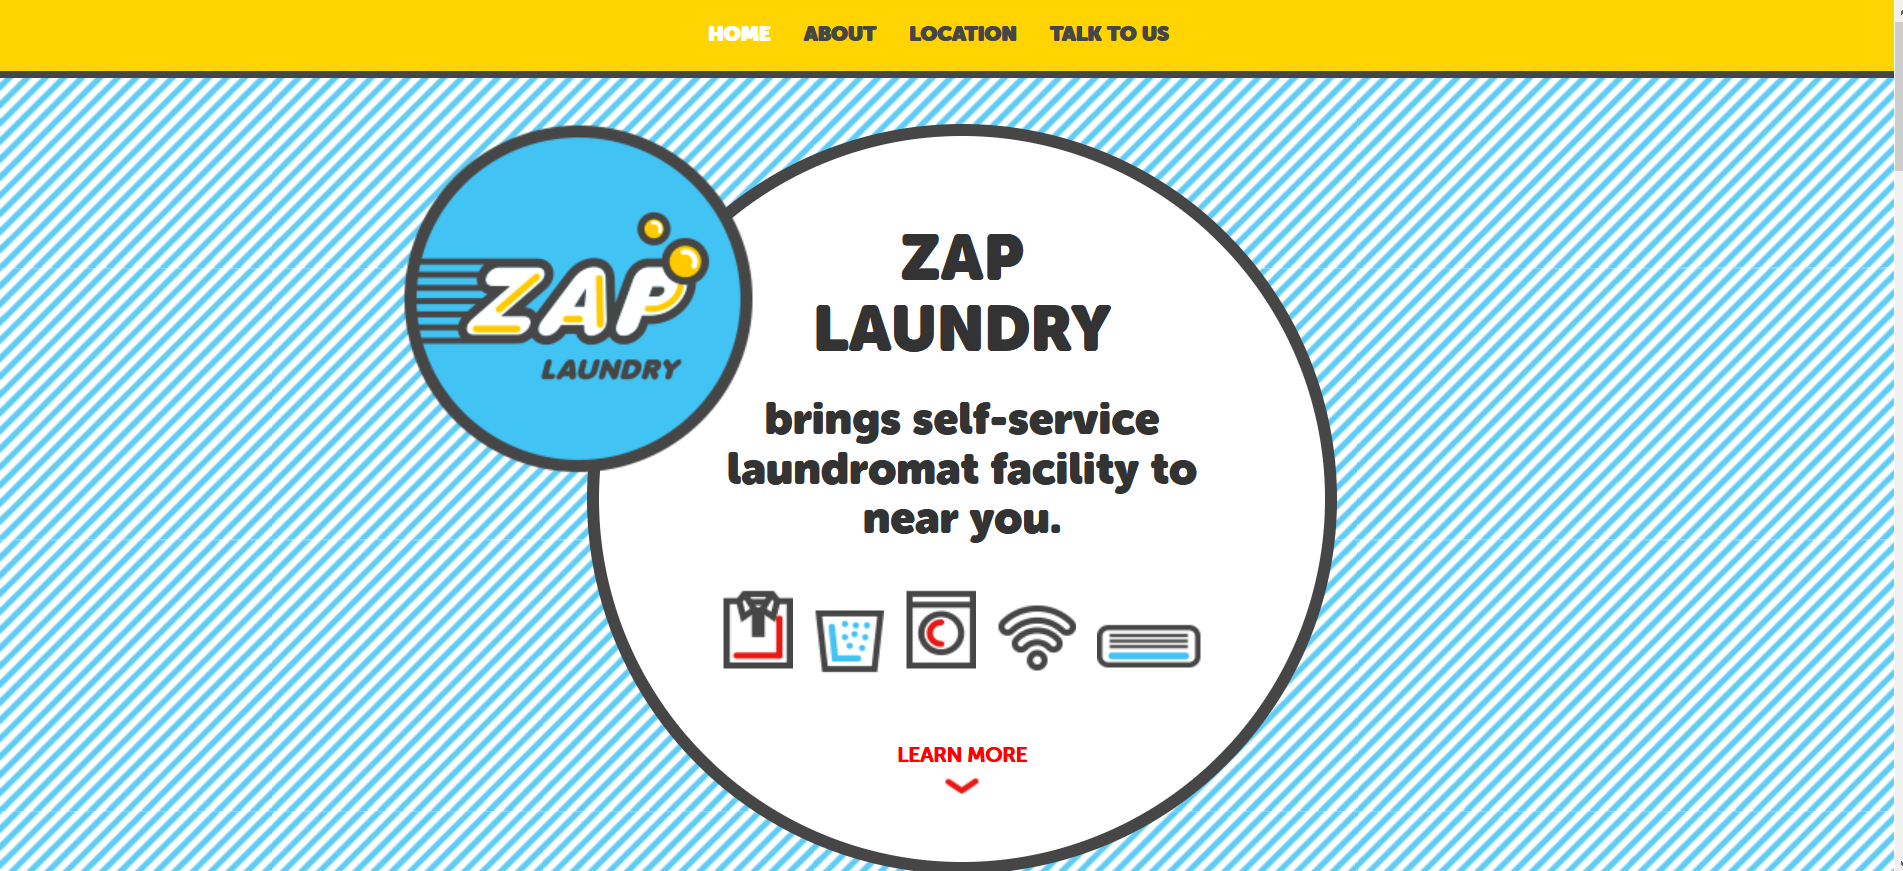 HOME ABOUT LOCATION TALK TO US
ZAP
LAUNDRY
ZAP
LAUNDRY
brings self-service
laundromat facility to
near you.
LEARN MORE